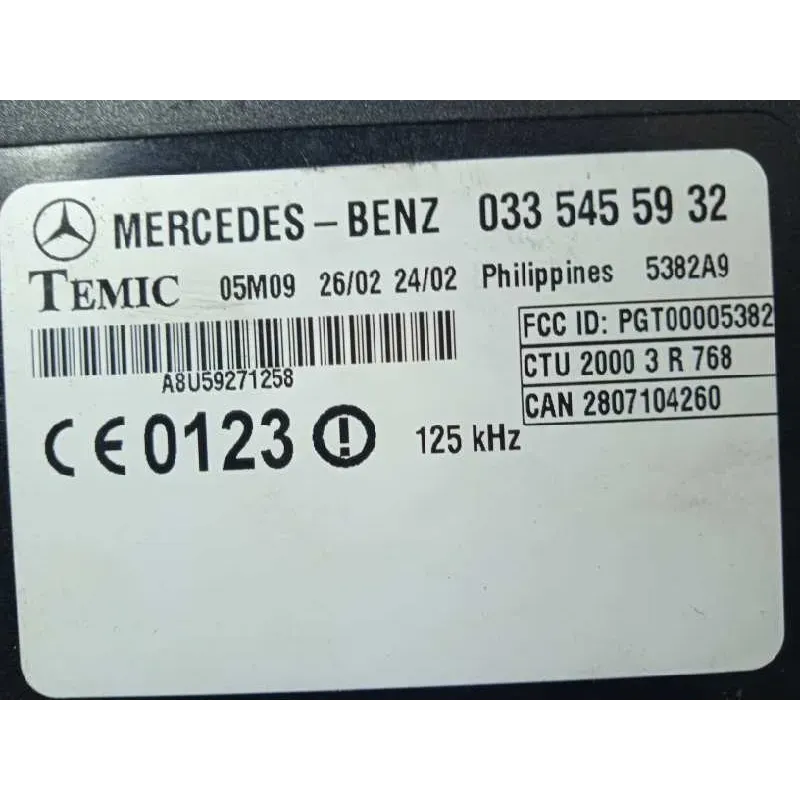 MERCEDES-BENZ 033 545 59 32
TEMIC 05M09 26/02 24/02 Philippines 5382A9
FCC ID: PGT00005382
CTU 2000 3 R 768
CAN 2807104260
A8U59271258
CE 0123 125 kHz